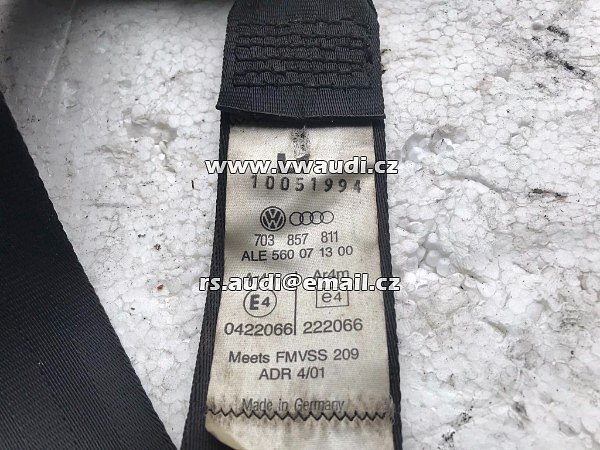 www.vwaudi.cz
10051994
703 857 811
ALE 560 07 13 00
Ar4m
rs.audi@email.cz
E4 e4
0422066 222066
Meets FMVSS 209
ADR 4/01
Made in Germany